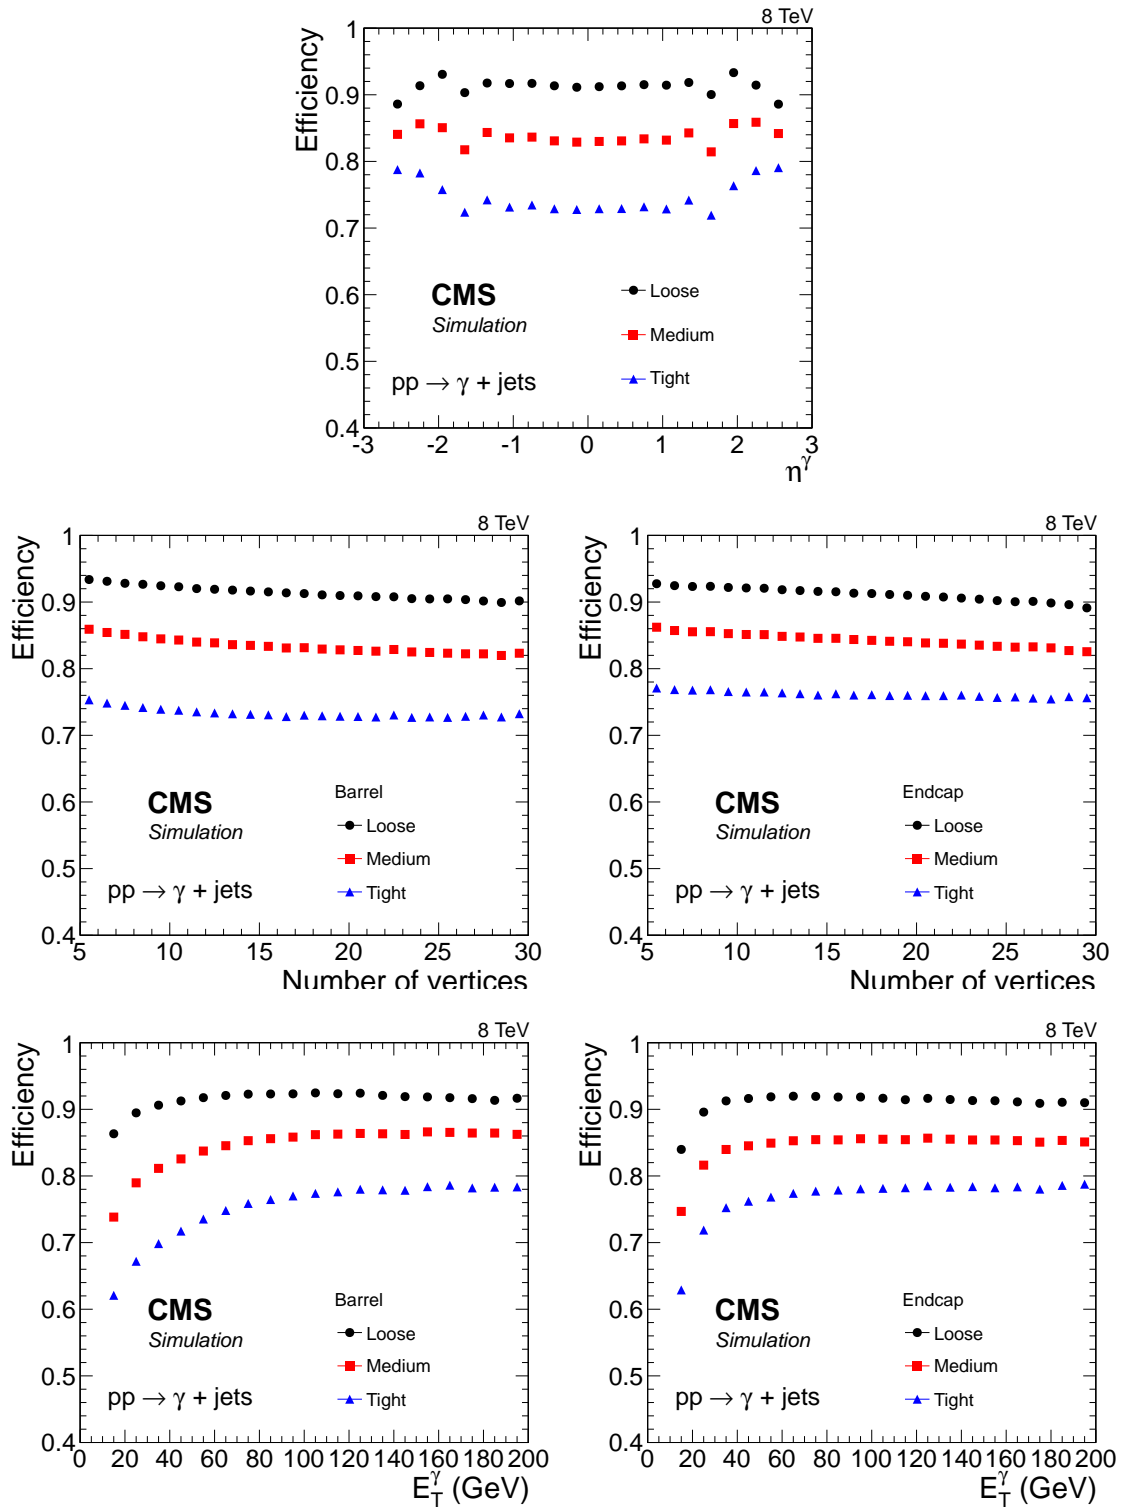 8 TeV
Efficiency
1
0.9
0.8
0.7
0.6
0.5
0.4
CMS
Simulation
pp → γ + jets
Loose
Medium
Tight
-3 -2 -1 0 1 2 3
η^γ
8 TeV
Efficiency
1
0.9
0.8
0.7
0.6
0.5
0.4
CMS
Simulation
pp → γ + jets
Barrel
Loose
Medium
Tight
5 10 15 20 25 30
Number of vertices
8 TeV
Efficiency
1
0.9
0.8
0.7
0.6
0.5
0.4
CMS
Simulation
pp → γ + jets
Endcap
Loose
Medium
Tight
5 10 15 20 25 30
Number of vertices
8 TeV
Efficiency
1
0.9
0.8
0.7
0.6
0.5
0.4
CMS
Simulation
pp → γ + jets
Barrel
Loose
Medium
Tight
0 20 40 60 80 100 120 140 160 180 200
E_T^γ (GeV)
8 TeV
Efficiency
1
0.9
0.8
0.7
0.6
0.5
0.4
CMS
Simulation
pp → γ + jets
Endcap
Loose
Medium
Tight
0 20 40 60 80 100 120 140 160 180 200
E_T^γ (GeV)